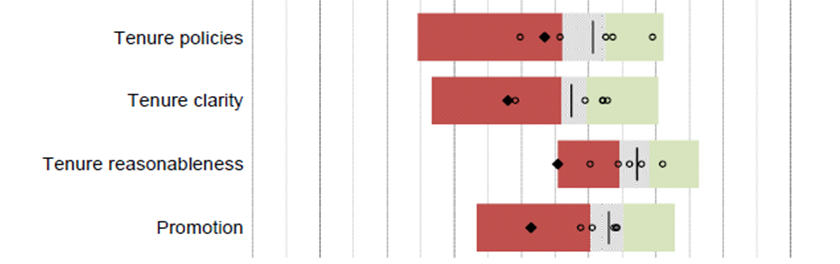 Tenure policies
Tenure clarity
Tenure reasonableness
Promotion